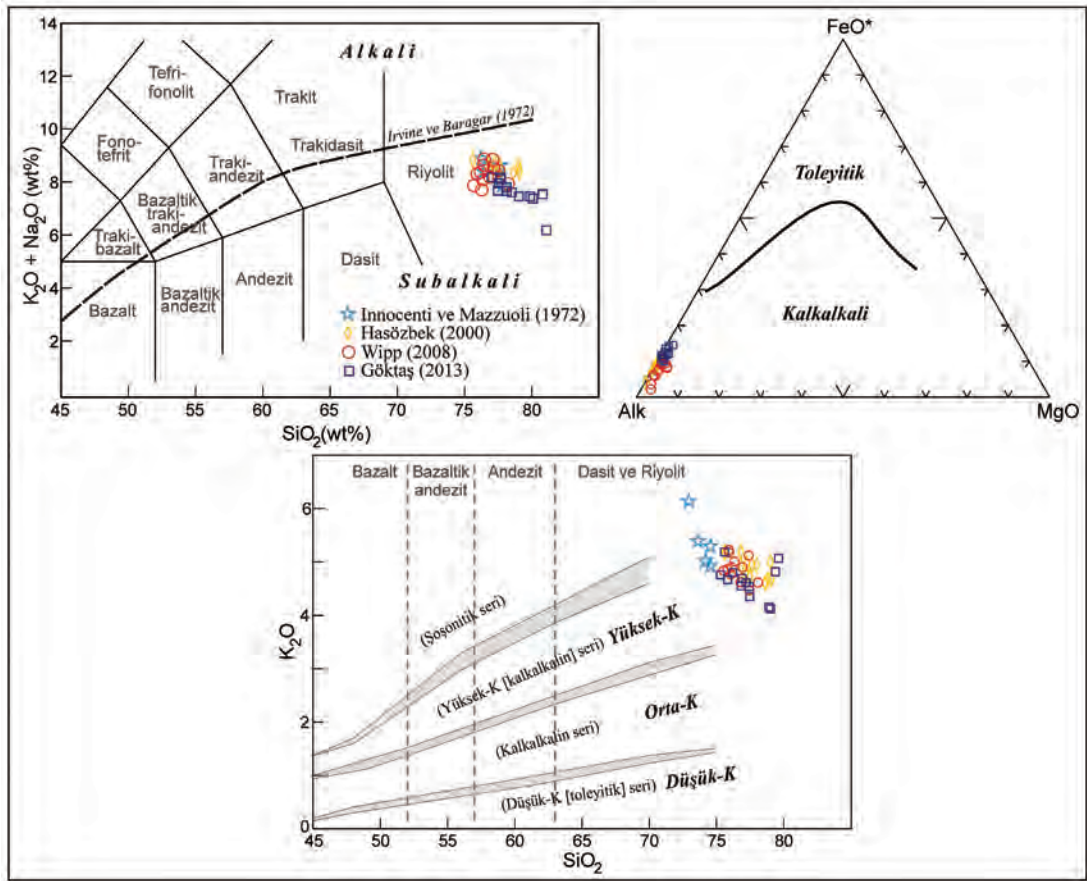 K₂O + Na₂O (wt%)
14
12
10
8
6
4
2
45
50
55
60
65
70
75
80
SiO₂(wt%)
Alkali
Tefri-
fonolit
Trakit
Irvine ve Baragar (1972)
Fono-
tefrit
Trakidasit
Traki-
andezit
Riyolit
Bazaltik
traki-
andezit
Traki-
bazalt
Dasit
Andezit
Subalkali
Bazalt
Bazaltik
andezit
Innocenti ve Mazzuoli (1972)
Hasözbek (2000)
Wipp (2008)
Göktaş (2013)
FeO*
Toleyitik
Kalkalkali
Alk
MgO
Bazalt
Bazaltik
andezit
Andezit
Dasit ve Riyolit
K₂O
6
4
2
0
(Şoşonitik seri)
(Yüksek-K [kalkalkalin] seri) Yüksek-K
Orta-K
(Kalkalkalin seri)
(Düşük-K [toleyitik] seri) Düşük-K
45
50
55
60
65
70
75
80
SiO₂